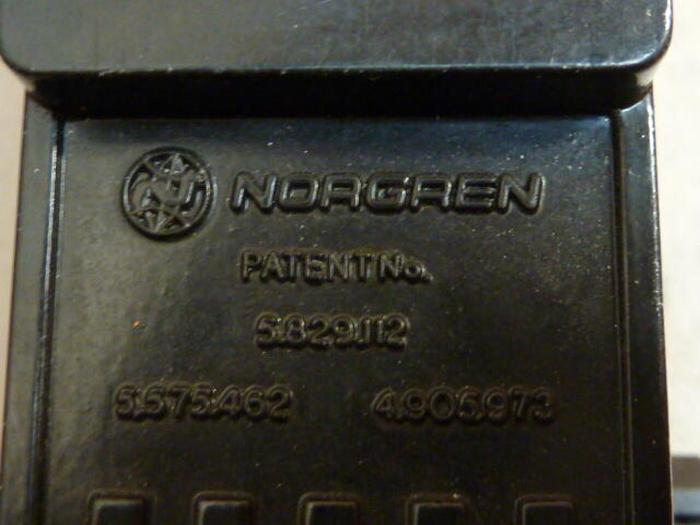 NORGREN
PATENT No.
5.829.112
5.575.462 4.905.973